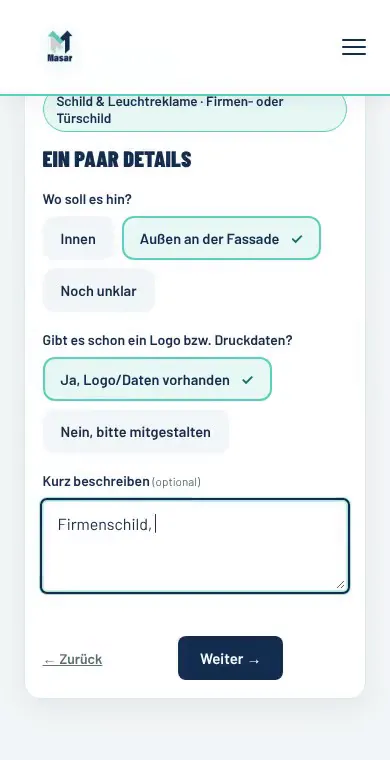 Masar
Schild & Leuchtreklame · Firmen- oder
Türschild
EIN PAAR DETAILS
Wo soll es hin?
Innen
Außen an der Fassade ✓
Noch unklar
Gibt es schon ein Logo bzw. Druckdaten?
Ja, Logo/Daten vorhanden ✓
Nein, bitte mitgestalten
Kurz beschreiben (optional)
Firmenschild,
← Zurück
Weiter →